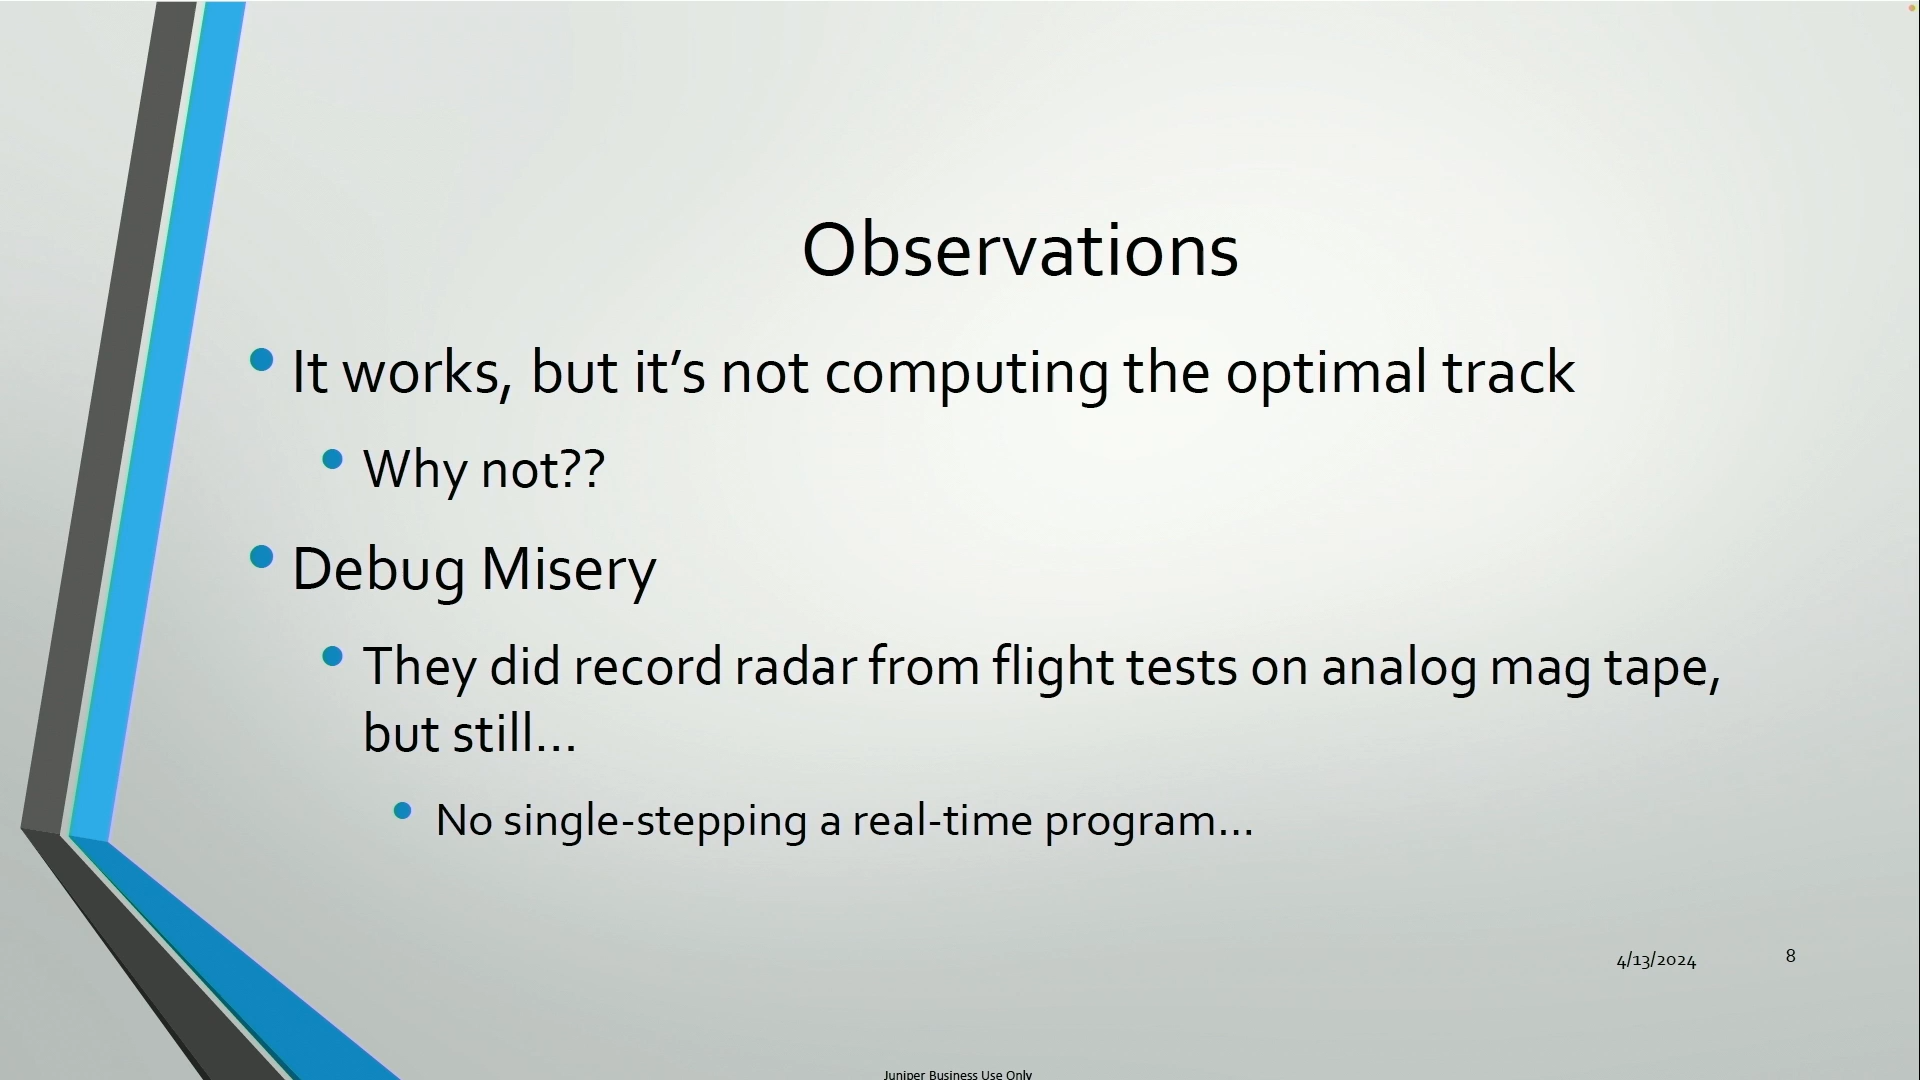 Observations
It works, but it’s not computing the optimal track
Why not??
Debug Misery
They did record radar from flight tests on analog mag tape,
but still…
No single-stepping a real-time program…
4/13/2024
8
Juniper Business Use Only